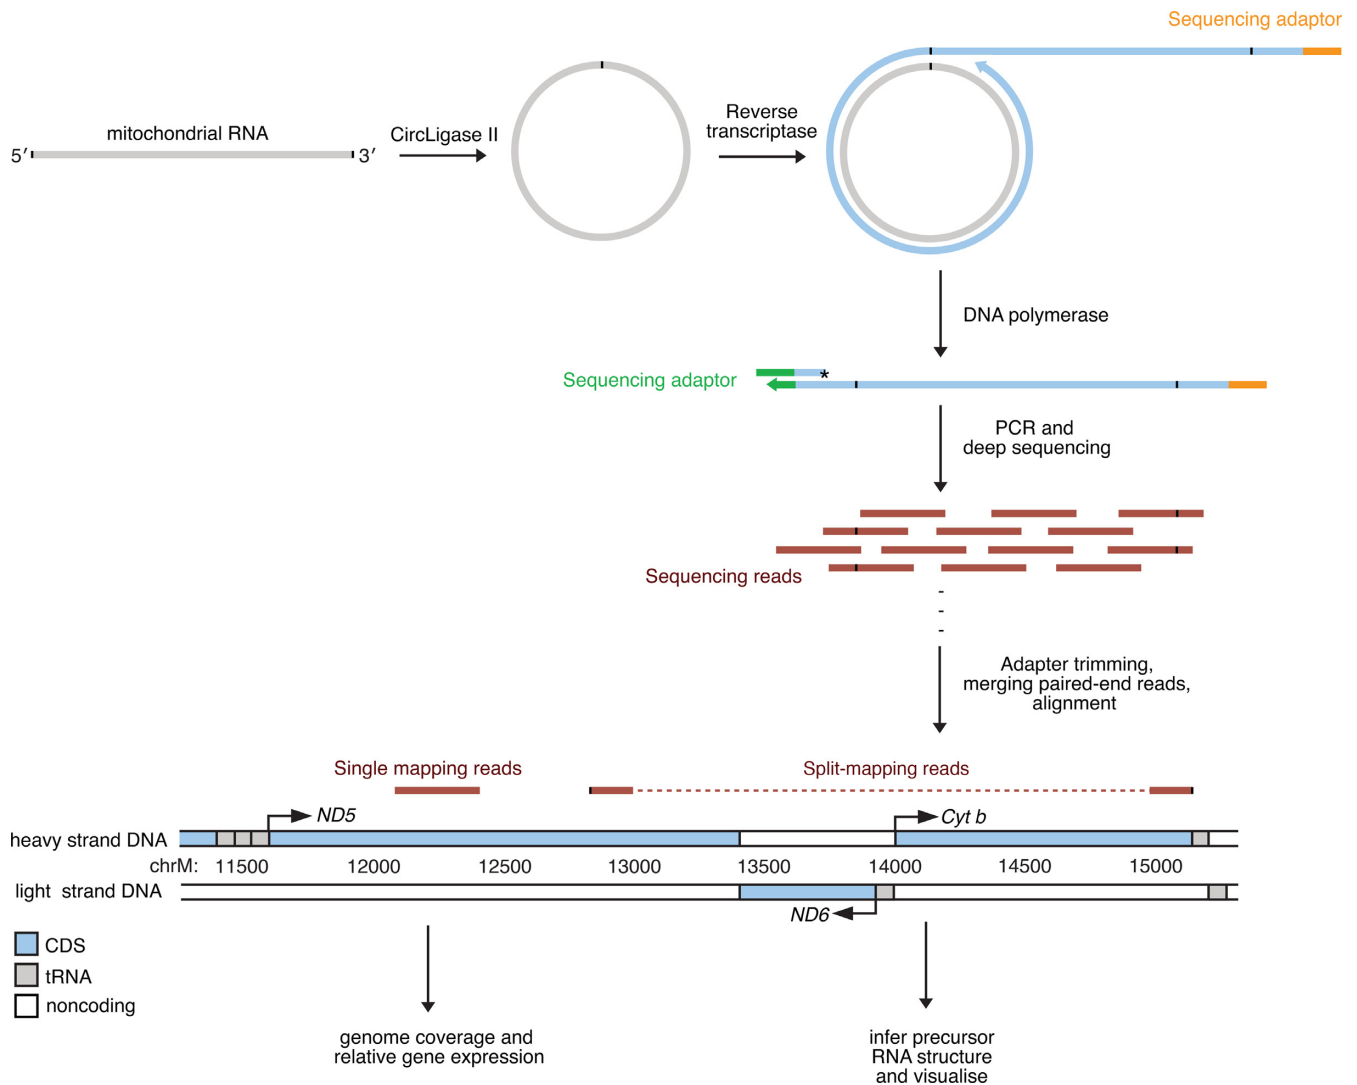 Sequencing adaptor
mitochondrial RNA
5′
3′
CircLigase II
Reverse
transcriptase
DNA polymerase
Sequencing adaptor
*
PCR and
deep sequencing
Sequencing reads
Adapter trimming,
merging paired-end reads,
alignment
Single mapping reads
Split-mapping reads
ND5
Cyt b
heavy strand DNA
chrM: 11500 12000 12500 13000 13500 14000 14500 15000
light strand DNA
ND6
CDS
tRNA
noncoding
genome coverage and
relative gene expression
infer precursor
RNA structure
and visualise